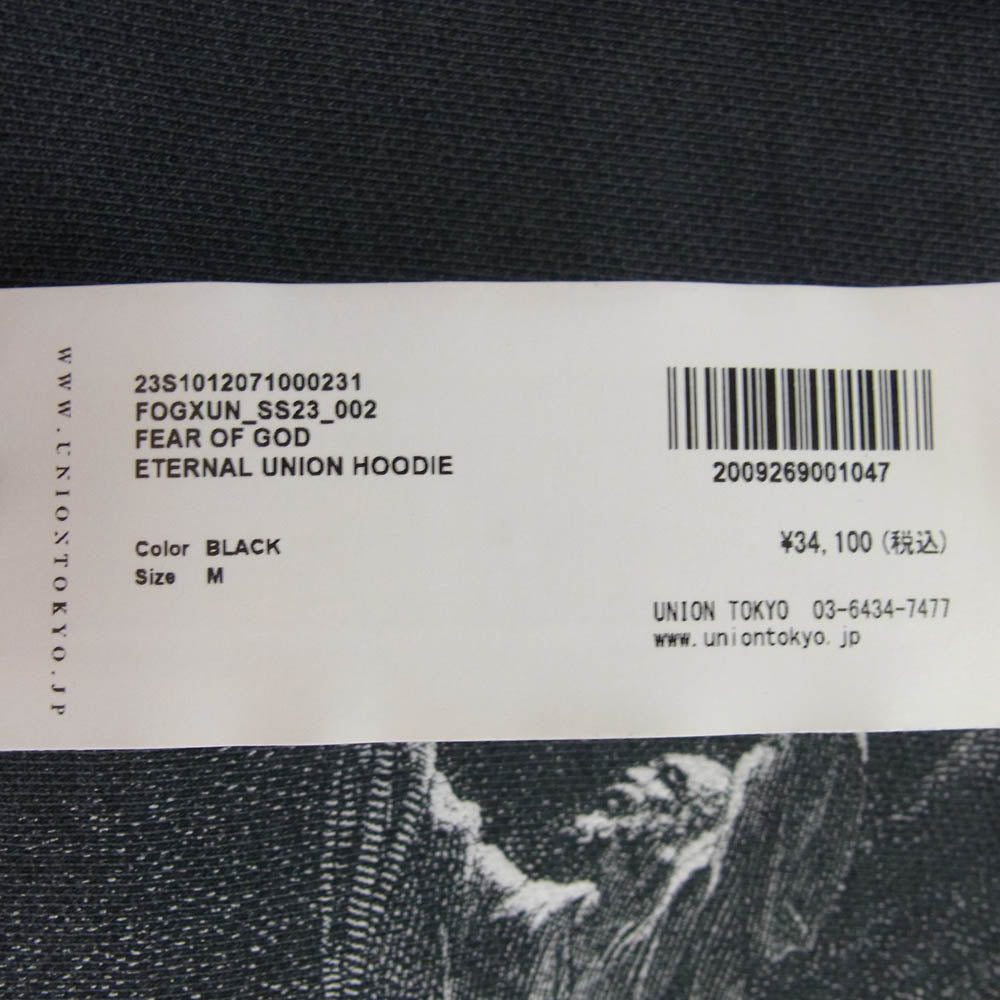 WWW.UNIONTOKYO.JP
23S1012071000231
FOGXUN_SS23_002
FEAR OF GOD
ETERNAL UNION HOODIE
Color BLACK
Size M
2009269001047
¥34,100(税込)
UNION TOKYO 03-6434-7477
www.uniontokyo.jp